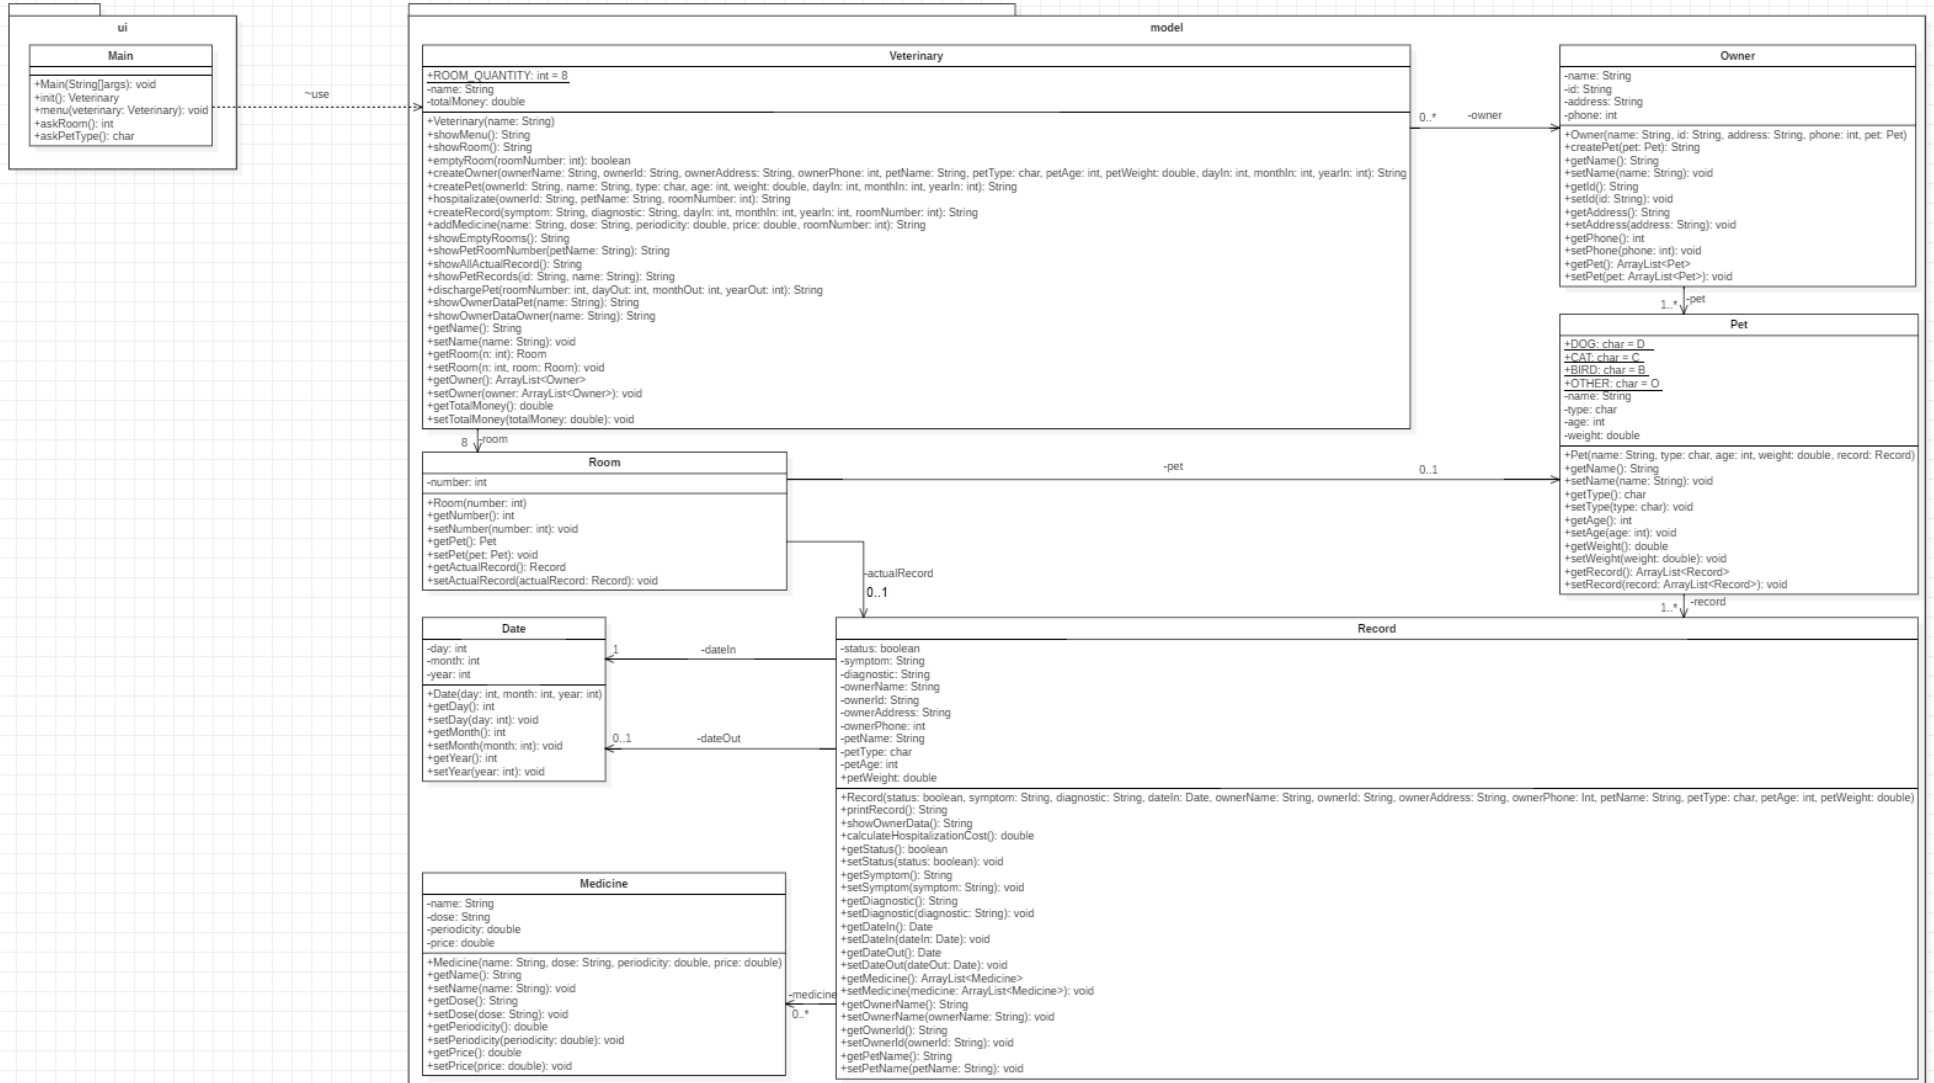 ui
Main
+Main(String[]args): void
+init(): Veterinary
+menu(veterinary: Veterinary): void
+askRoom(): int
+askPetType(): char
~use
model
Veterinary
+ROOM_QUANTITY: int = 8
-name: String
-totalMoney: double
+Veterinary(name: String)
+showMenu(): String
+showRoom(): String
+emptyRoom(roomNumber: int): boolean
+createOwner(ownerName: String, ownerId: String, ownerAddress: String, ownerPhone: int, petName: String, petType: char, petAge: int, petWeight: double, dayIn: int, monthIn: int, yearIn: int): String
+createPet(ownerId: String, name: String, type: char, age: int, weight: double, dayIn: int, monthIn: int, yearIn: int): String
+hospitalizate(ownerId: String, petName: String, roomNumber: int): String
+createRecord(symptom: String, diagnostic: String, dayIn: int, monthIn: int, yearIn: int, roomNumber: int): String
+addMedicine(name: String, dose: String, periodicity: double, price: double, roomNumber: int): String
+showEmptyRooms(): String
+showPetRoomNumber(petName: String): String
+showAllActualRecord(): String
+showPetRecords(id: String, name: String): String
+dischargePet(roomNumber: int, dayOut: int, monthOut: int, yearOut: int): String
+showOwnerDataPet(name: String): String
+showOwnerDataOwner(name: String): String
+getName(): String
+setName(name: String): void
+getRoom(n: int): Room
+setRoom(n: int, room: Room): void
+getOwner(): ArrayList<Owner>
+setOwner(owner: ArrayList<Owner>): void
+getTotalMoney(): double
+setTotalMoney(totalMoney: double): void
0..*
-owner
Owner
-name: String
-id: String
-address: String
-phone: int
+Owner(name: String, id: String, address: String, phone: int, pet: Pet)
+createPet(pet: Pet): String
+getName(): String
+setName(name: String): void
+getId(): String
+setId(id: String): void
+getAddress(): String
+setAddress(address: String): void
+getPhone(): int
+setPhone(phone: int): void
+getPet(): ArrayList<Pet>
+setPet(pet: ArrayList<Pet>): void
1..*
-pet
Pet
+DOG: char = D
+CAT: char = C
+BIRD: char = B
+OTHER: char = O
-name: String
-type: char
-age: int
-weight: double
+Pet(name: String, type: char, age: int, weight: double, record: Record)
+getName(): String
+setName(name: String): void
+getType(): char
+setType(type: char): void
+getAge(): int
+setAge(age: int): void
+getWeight(): double
+setWeight(weight: double): void
+getRecord(): ArrayList<Record>
+setRecord(record: ArrayList<Record>): void
8
-room
Room
-number: int
+Room(number: int)
+getNumber(): int
+setNumber(number: int): void
+getPet(): Pet
+setPet(pet: Pet): void
+getActualRecord(): Record
+setActualRecord(actualRecord: Record): void
-pet
0..1
-actualRecord
0..1
1..*
-record
Date
-day: int
-month: int
-year: int
+Date(day: int, month: int, year: int)
+getDay(): int
+setDay(day: int): void
+getMonth(): int
+setMonth(month: int): void
+getYear(): int
+setYear(year: int): void
1
-dateIn
0..1
-dateOut
Record
-status: boolean
-symptom: String
-diagnostic: String
-ownerName: String
-ownerId: String
-ownerAddress: String
-ownerPhone: int
-petName: String
-petType: char
-petAge: int
+petWeight: double
+Record(status: boolean, symptom: String, diagnostic: String, dateIn: Date, ownerName: String, ownerId: String, ownerAddress: String, ownerPhone: Int, petName: String, petType: char, petAge: int, petWeight: double)
+printRecord(): String
+showOwnerData(): String
+calculateHospitalizationCost(): double
+getStatus(): boolean
+setStatus(status: boolean): void
+getSymptom(): String
+setSymptom(symptom: String): void
+getDiagnostic(): String
+setDiagnostic(diagnostic: String): void
+getDateIn(): Date
+setDateIn(dateIn: Date): void
+getDateOut(): Date
+setDateOut(dateOut: Date): void
+getMedicine(): ArrayList<Medicine>
+setMedicine(medicine: ArrayList<Medicine>): void
+getOwnerName(): String
+setOwnerName(ownerName: String): void
+getOwnerId(): String
+setOwnerId(ownerId: String): void
+getPetName(): String
+setPetName(petName: String): void
Medicine
-name: String
-dose: String
-periodicity: double
-price: double
+Medicine(name: String, dose: String, periodicity: double, price: double)
+getName(): String
+setName(name: String): void
+getDose(): String
+setDose(dose: String): void
+getPeriodicity(): double
+setPeriodicity(periodicity: double): void
+getPrice(): double
+setPrice(price: double): void
-medicine
0..*